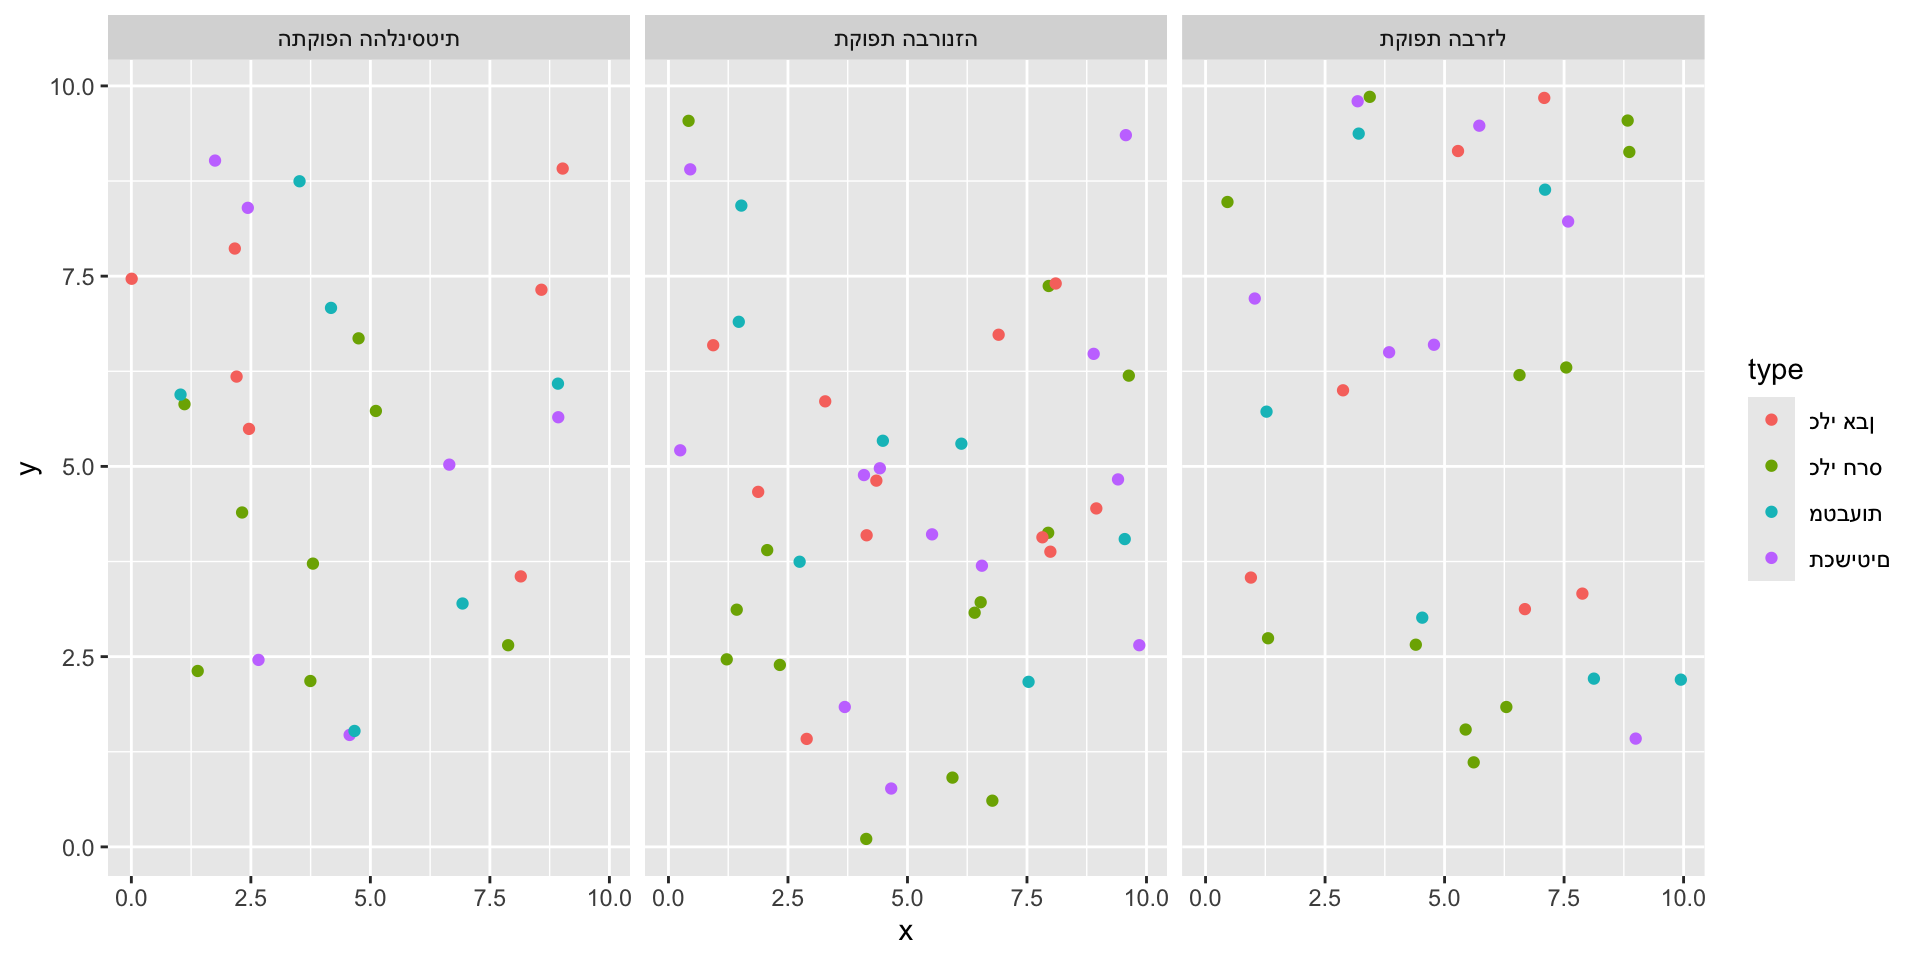 תיטסינלהה הפוקתה
הזנורבה תפוקת
לזרבה תפוקת
10.0
7.5
5.0
2.5
0.0
y
0.0 2.5 5.0 7.5 10.0
0.0 2.5 5.0 7.5 10.0
0.0 2.5 5.0 7.5 10.0
x
type
ןבא ילכ
סרח ילכ
תועבטמ
םיטישכת